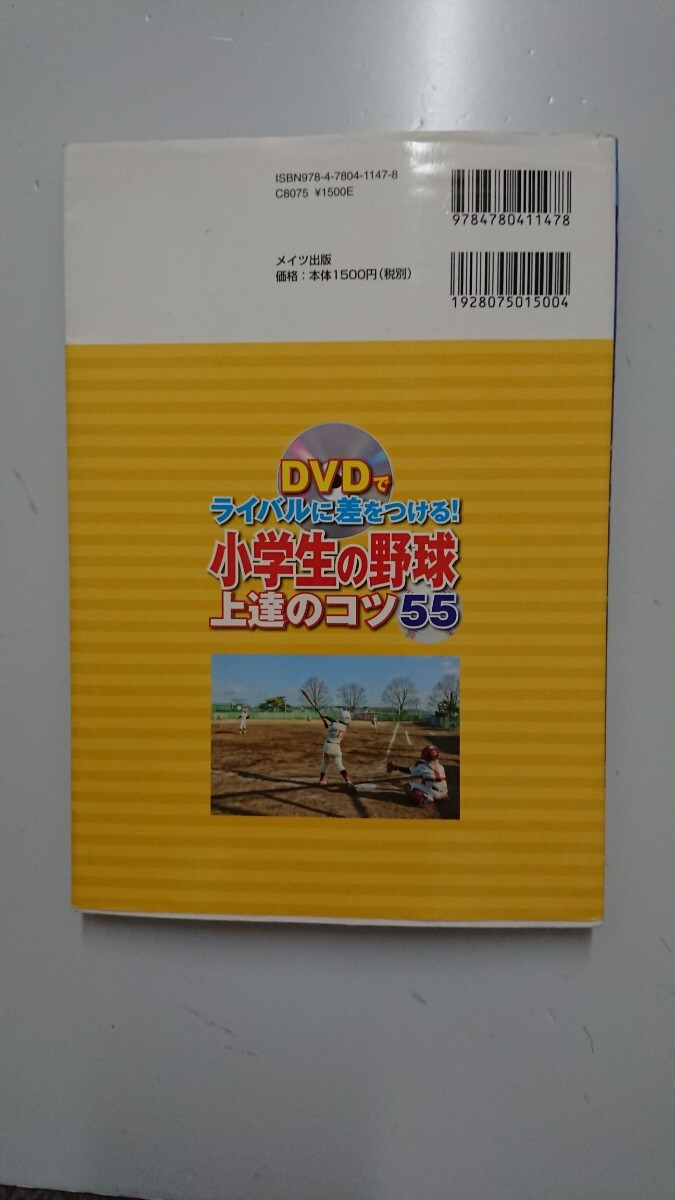 ISBN978-4-7804-1147-8
C8075 ¥1500E
9784780411478
メイツ出版
価格：本体1500円（税別）
1928075015004
DVDで
ライバルに差をつける！
小学生の野球
上達のコツ55